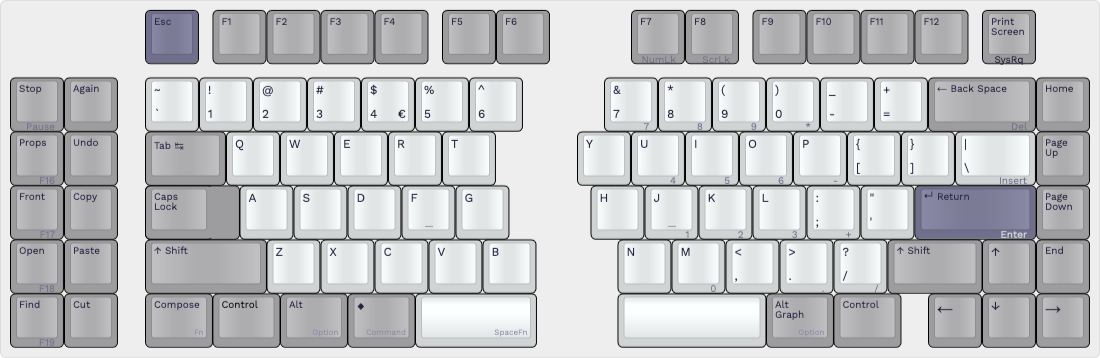 Esc F1 F2 F3 F4 F5 F6 F7 F8 F9 F10 F11 F12 Print
Screen
NumLk ScrLk SysRq
Stop Again ~ ! @ # $ % ^ & * ( ) _ + ← Back Space Home
` 1 2 3 4 € 5 6 7 8 9 0 - =
Pause 7 8 9 * Del
Props Undo Tab ↹ Q W E R T Y U I O P { } | Page
Up
[ ] \
F16 4 5 6 - Insert
Front Copy Caps
Lock A S D F G H J K L : " ↵ Return Page
Down
_ _ ; '
F17 1 2 3 + Enter
Open Paste ↑ Shift Z X C V B N M < > ? ↑ Shift ↑ End
, . /
F18 0 . /
Find Cut Compose Control Alt ◆ Alt
Graph Control ← ↓ →
Fn Option Command SpaceFn Option
F19